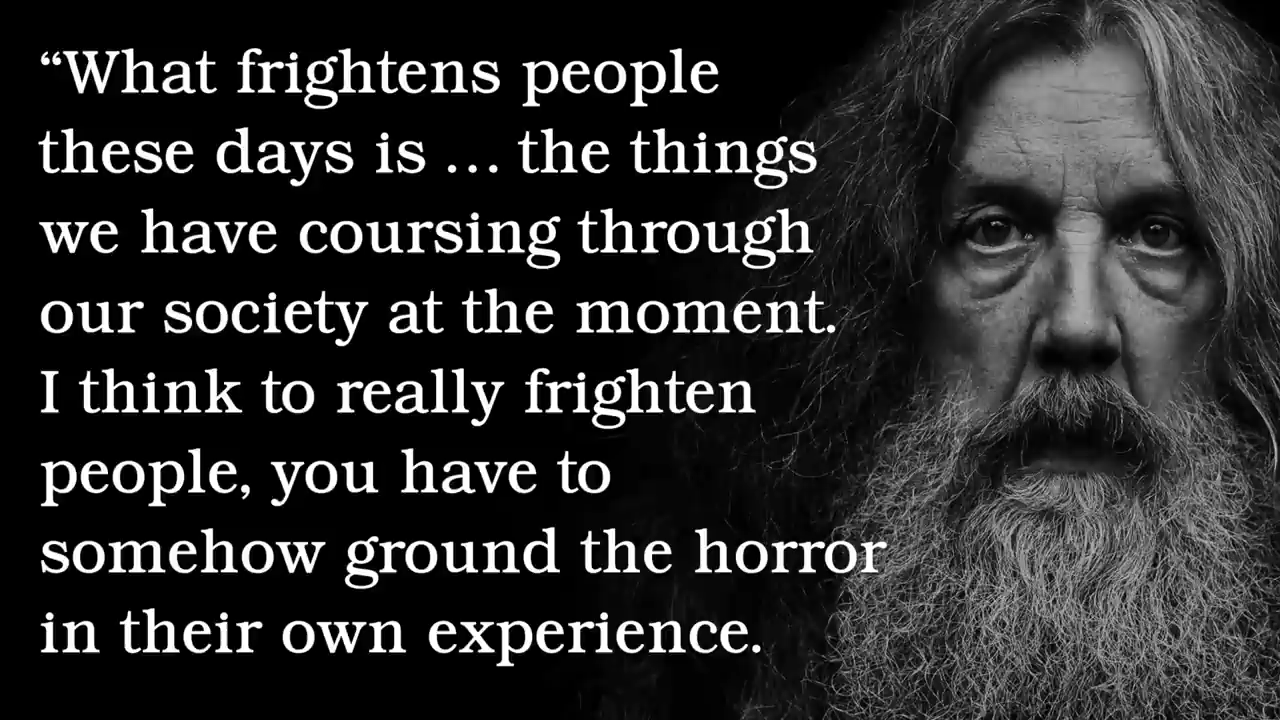 “What frightens people
these days is … the things
we have coursing through
our society at the moment.
I think to really frighten
people, you have to
somehow ground the horror
in their own experience.